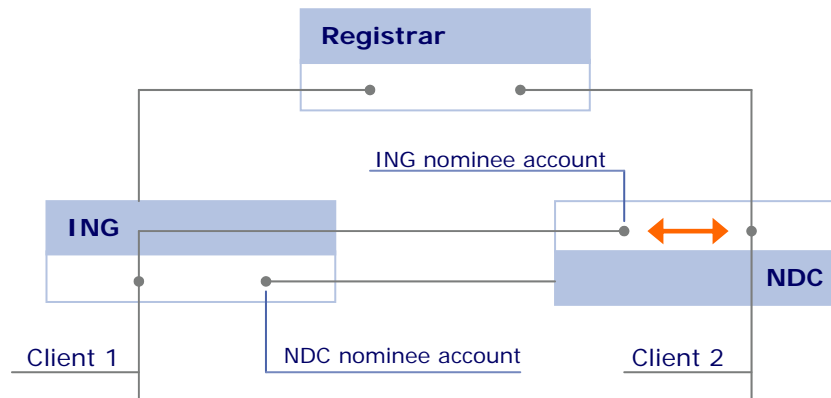 Registrar
ING nominee account
ING
NDC
Client 1
NDC nominee account
Client 2